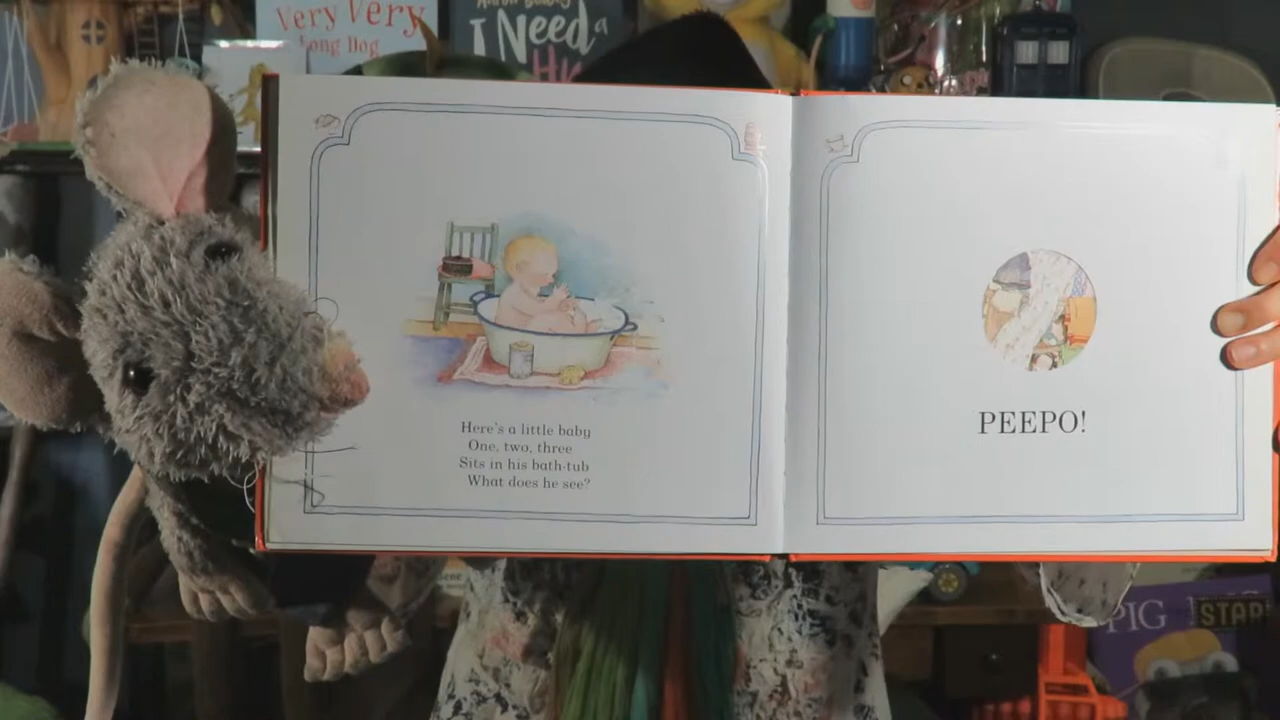 Very Very
Long Dog
I Need a
Here's a little baby
One, two, three
Sits in his bath-tub
What does he see?
PEEPO!
PIG
STAR